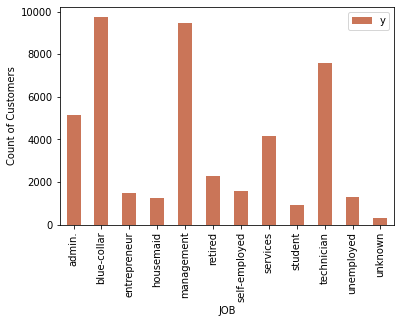 y
10000
8000
6000
4000
2000
0
Count of Customers
admin.
blue-collar
entrepreneur
housemaid
management
retired
self-employed
services
student
technician
unemployed
unknown
JOB